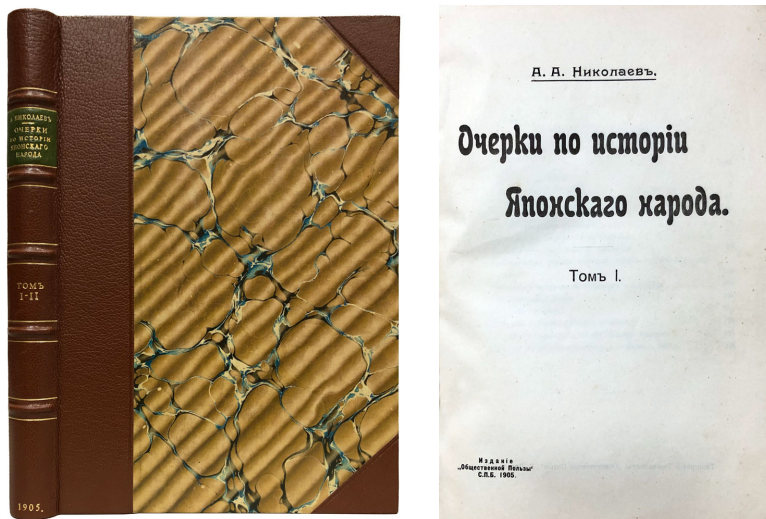 А. НИКОЛАЕВЪ
ОЧЕРКИ
ПО ИСТОРІИ
ЯПОНСКАГО
НАРОДА
ТОМЪ
I-II
1905.
А. А. Николаевъ.
Очерки по исторіи
Японскаго народа.
Томъ I.
Изданіе
„Общественной Пользы"
С.П.Б. 1905.